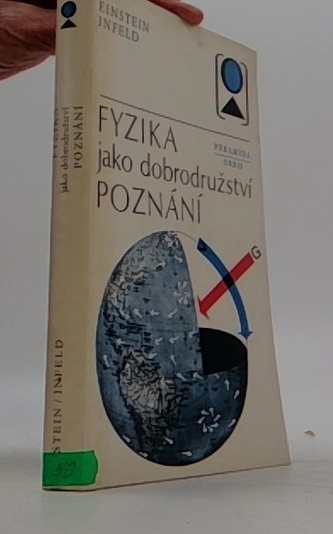 EINSTEIN
INFELD
FYZIKA
jako dobrodružství
POZNÁNÍ
PYRAMIDA
ORBIS
G
FYZIKA
jako dobrodružství
POZNÁNÍ
STEIN / INFELD